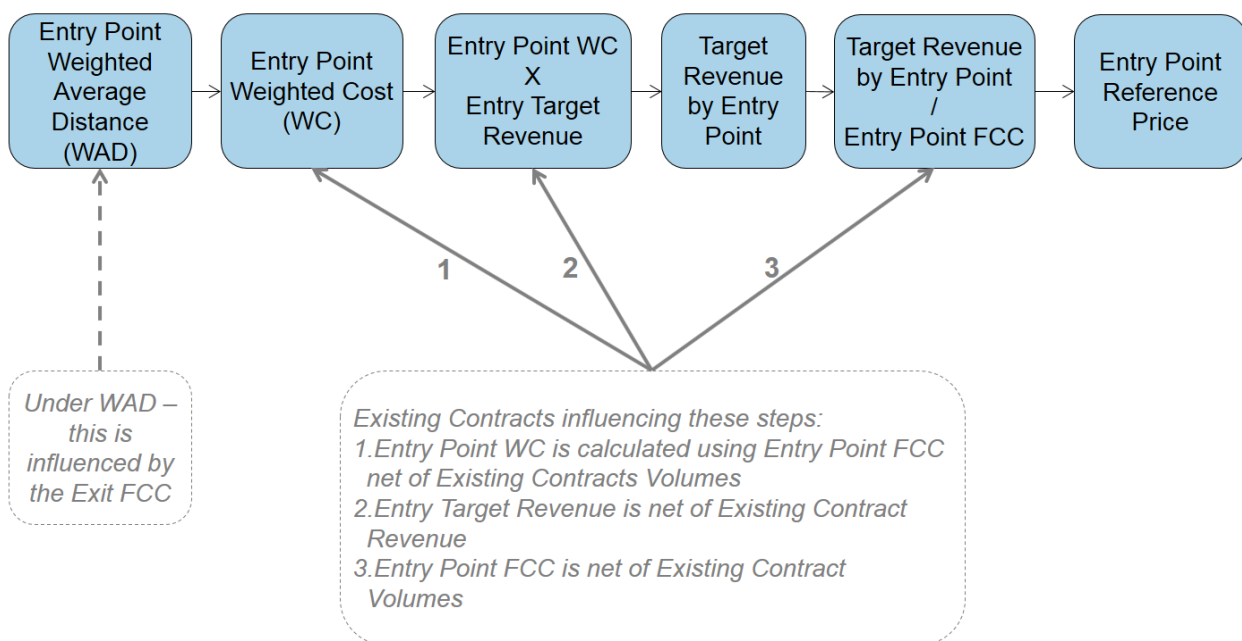 Entry Point
Weighted
Average
Distance
(WAD)
Entry Point
Weighted Cost
(WC)
Entry Point WC
X
Entry Target
Revenue
Target
Revenue
by Entry
Point
Target Revenue
by Entry Point
/
Entry Point FCC
Entry Point
Reference
Price
1
2
3
Under WAD –
this is
influenced by
the Exit FCC
Existing Contracts influencing these steps:
1.Entry Point WC is calculated using Entry Point FCC
net of Existing Contracts Volumes
2.Entry Target Revenue is net of Existing Contract
Revenue
3.Entry Point FCC is net of Existing Contract
Volumes